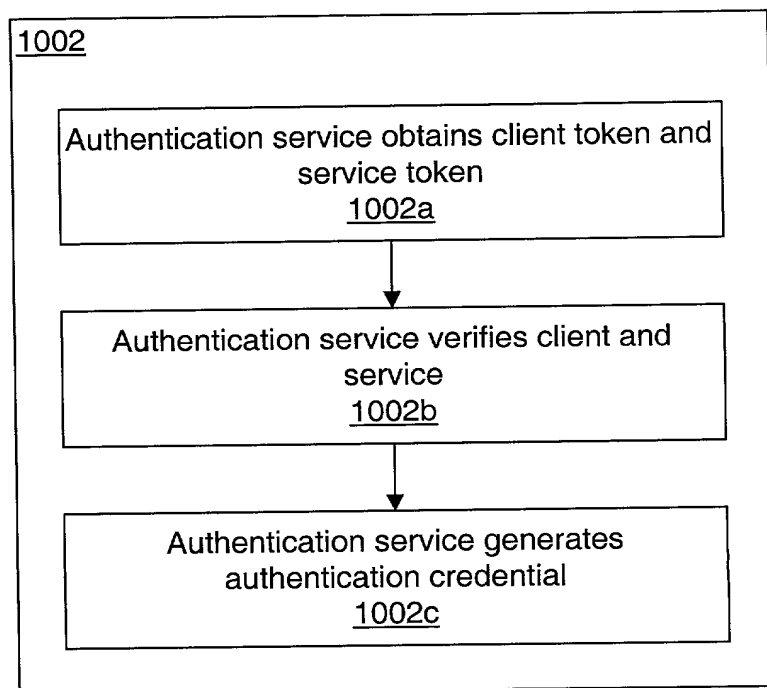 1002
Authentication service obtains client token and
service token
1002a
Authentication service verifies client and
service
1002b
Authentication service generates
authentication credential
1002c